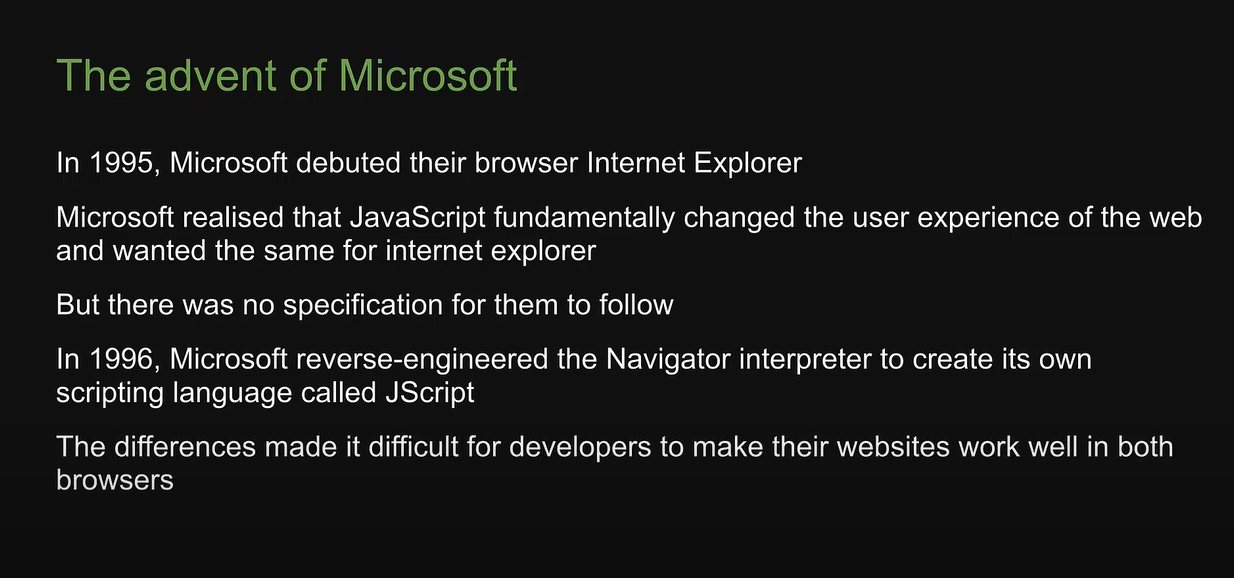 The advent of Microsoft
In 1995, Microsoft debuted their browser Internet Explorer
Microsoft realised that JavaScript fundamentally changed the user experience of the web
and wanted the same for internet explorer
But there was no specification for them to follow
In 1996, Microsoft reverse-engineered the Navigator interpreter to create its own
scripting language called JScript
The differences made it difficult for developers to make their websites work well in both
browsers